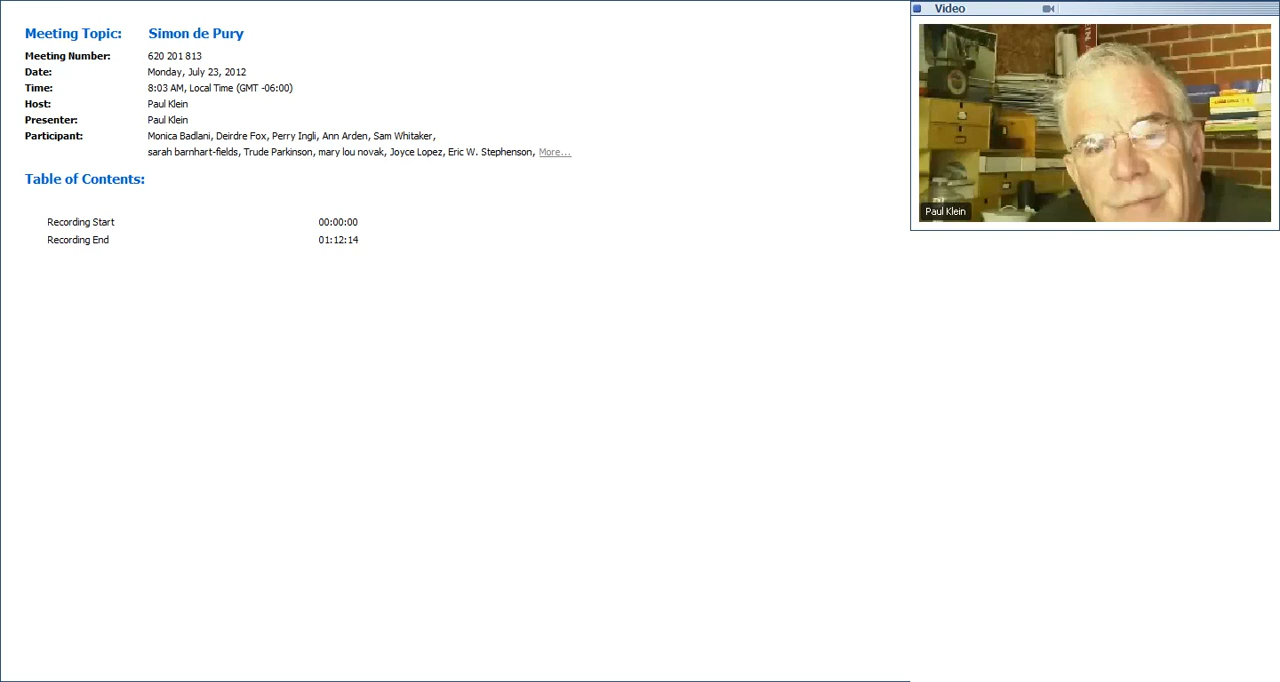 Meeting Topic: Simon de Pury
Meeting Number: 620 201 813
Date: Monday, July 23, 2012
Time: 8:03 AM, Local Time (GMT -06:00)
Host: Paul Klein
Presenter: Paul Klein
Participant: Monica Badlani, Deirdre Fox, Perry Ingli, Ann Arden, Sam Whitaker,
sarah barnhart-fields, Trude Parkinson, mary lou novak, Joyce Lopez, Eric W. Stephenson, More...
Table of Contents:
Recording Start 00:00:00
Recording End 01:12:14
Video
Paul Klein